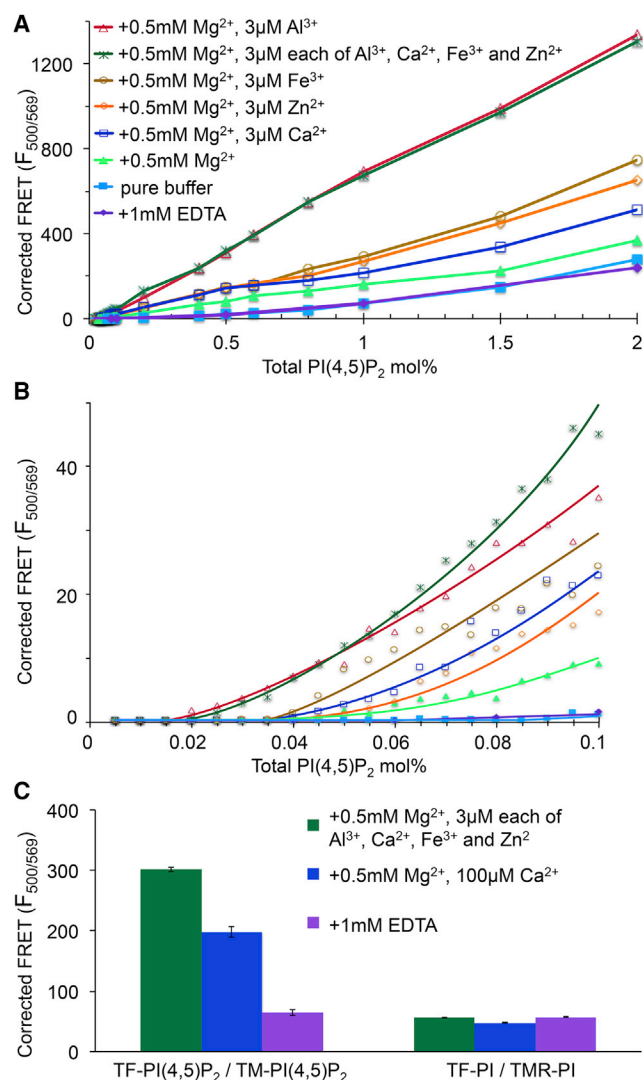 A
+0.5mM Mg²⁺, 3µM Al³⁺
+0.5mM Mg²⁺, 3µM each of Al³⁺, Ca²⁺, Fe³⁺ and Zn²⁺
+0.5mM Mg²⁺, 3µM Fe³⁺
+0.5mM Mg²⁺, 3µM Zn²⁺
+0.5mM Mg²⁺, 3µM Ca²⁺
+0.5mM Mg²⁺
pure buffer
+1mM EDTA
Corrected FRET (F₅₀₀/₅₆₉)
1200
800
400
0
0 0.5 1 1.5 2
Total PI(4,5)P₂ mol%
B
Corrected FRET (F₅₀₀/₅₆₉)
40
20
0
0 0.02 0.04 0.06 0.08 0.1
Total PI(4,5)P₂ mol%
C
Corrected FRET (F₅₀₀/₅₆₉)
400
300
200
100
0
+0.5mM Mg²⁺, 3µM each of
Al³⁺, Ca²⁺, Fe³⁺ and Zn²
+0.5mM Mg²⁺, 100µM Ca²⁺
+1mM EDTA
TF-PI(4,5)P₂ / TM-PI(4,5)P₂
TF-PI / TMR-PI